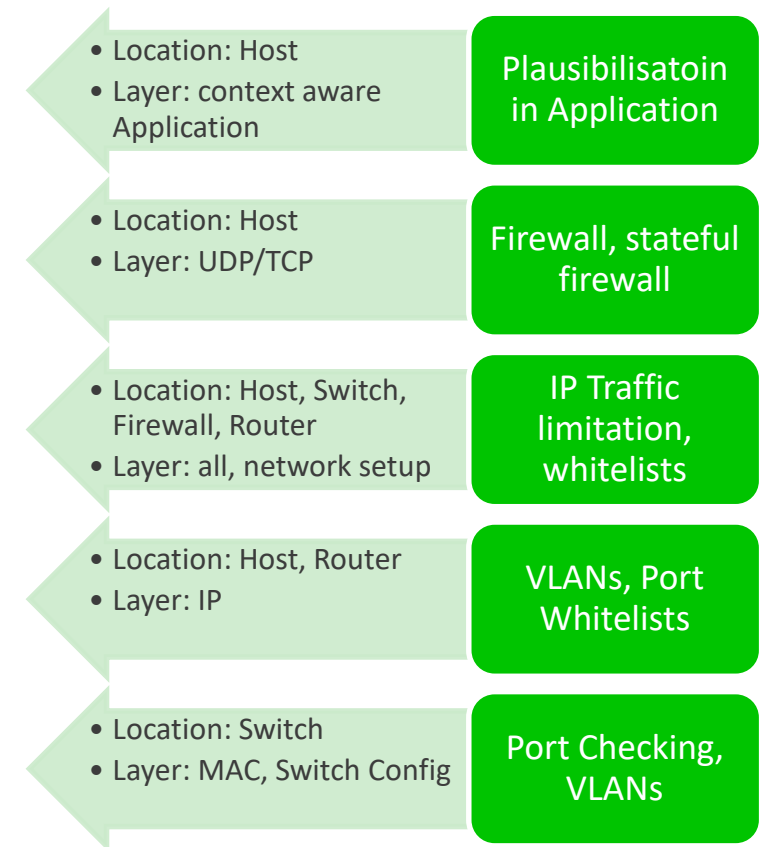 • Location: Host
• Layer: context aware
Application
Plausibilisatoin
in Application
• Location: Host
• Layer: UDP/TCP
Firewall, stateful
firewall
• Location: Host, Switch,
Firewall, Router
• Layer: all, network setup
IP Traffic
limitation,
whitelists
• Location: Host, Router
• Layer: IP
VLANs, Port
Whitelists
• Location: Switch
• Layer: MAC, Switch Config
Port Checking,
VLANs